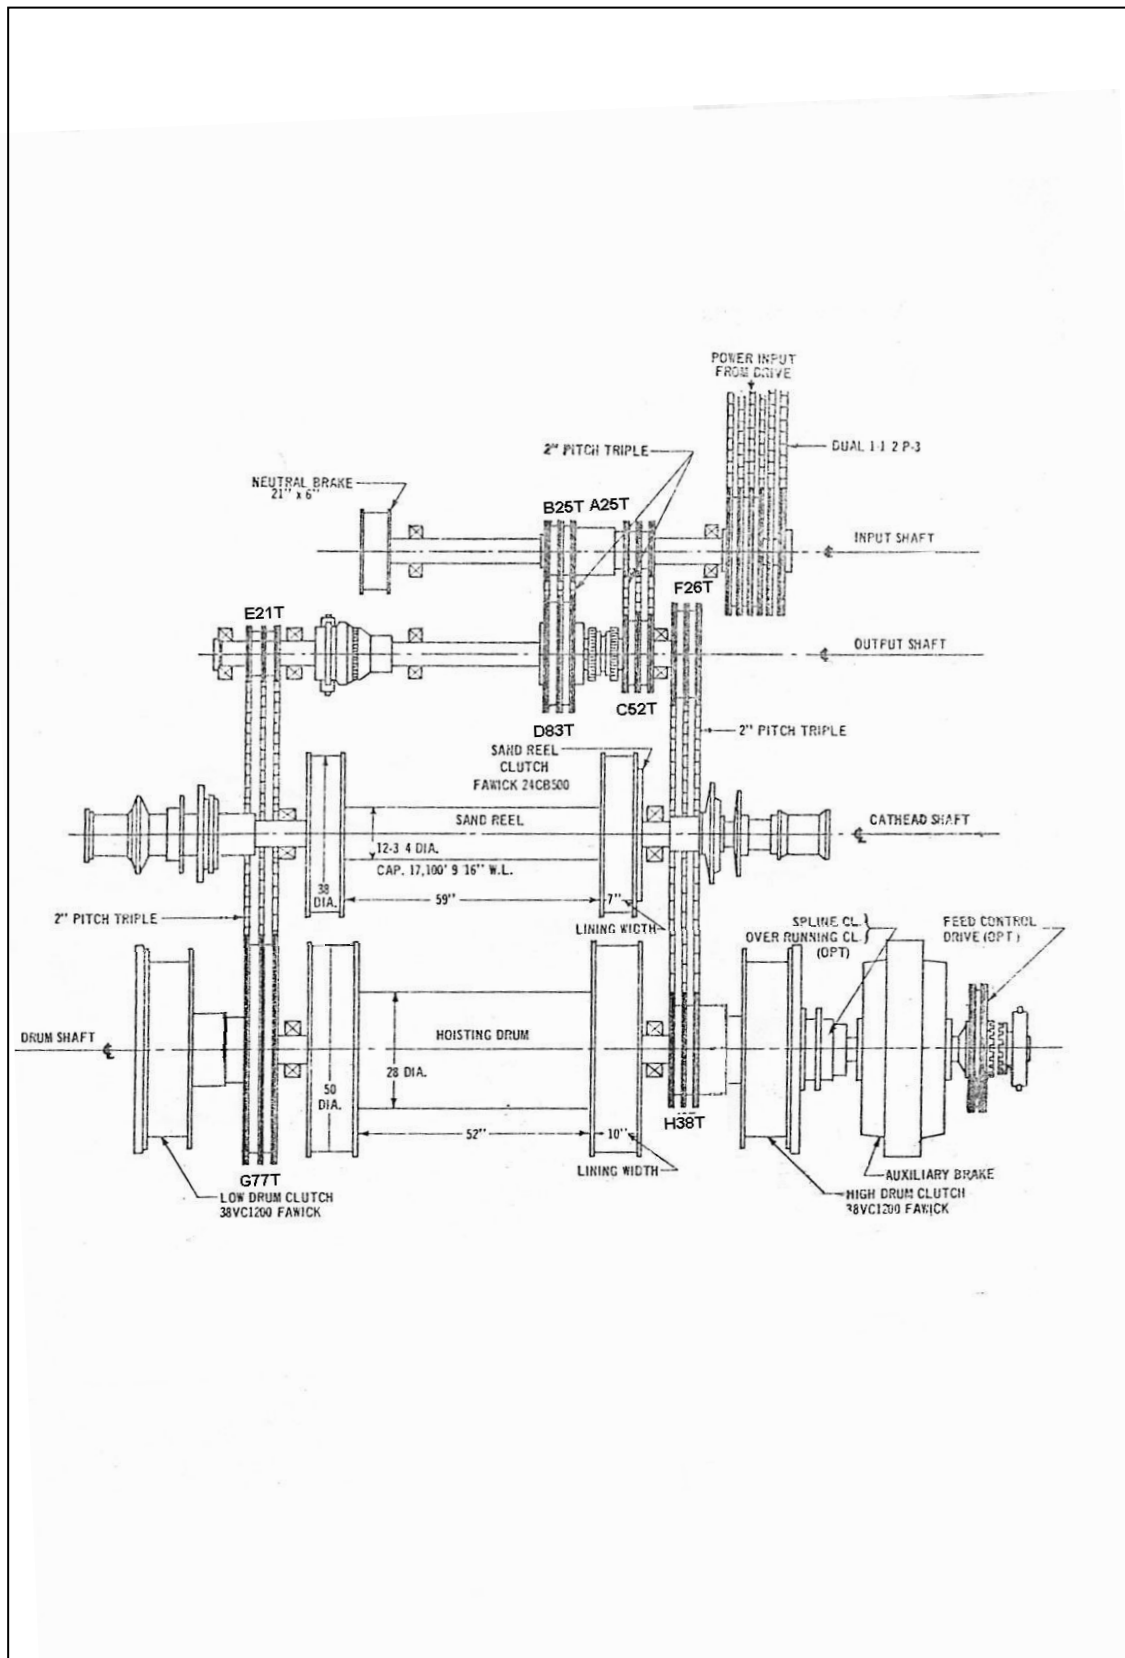 POWER INPUT
FROM DRIVE
2" PITCH TRIPLE
DUAL 1-1 2 P-3
NEUTRAL BRAKE
21" x 6"
B25T
A25T
INPUT SHAFT
F26T
E21T
OUTPUT SHAFT
C52T
D83T
2" PITCH TRIPLE
SAND REEL
CLUTCH
FAWICK 24CB500
SAND REEL
CATHEAD SHAFT
12-3 4 DIA.
CAP. 17,100' 9 16" W.L.
38
DIA.
59"
7"
2" PITCH TRIPLE
LINING WIDTH
SPLINE CL.
OVER RUNNING CL.
(OPT)
FEED CONTROL
DRIVE (OPT)
DRUM SHAFT
HOISTING DRUM
28 DIA.
50
DIA.
H38T
52"
10"
LINING WIDTH
G77T
AUXILIARY BRAKE
LOW DRUM CLUTCH
38VC1200 FAWICK
HIGH DRUM CLUTCH
38VC1200 FAWICK